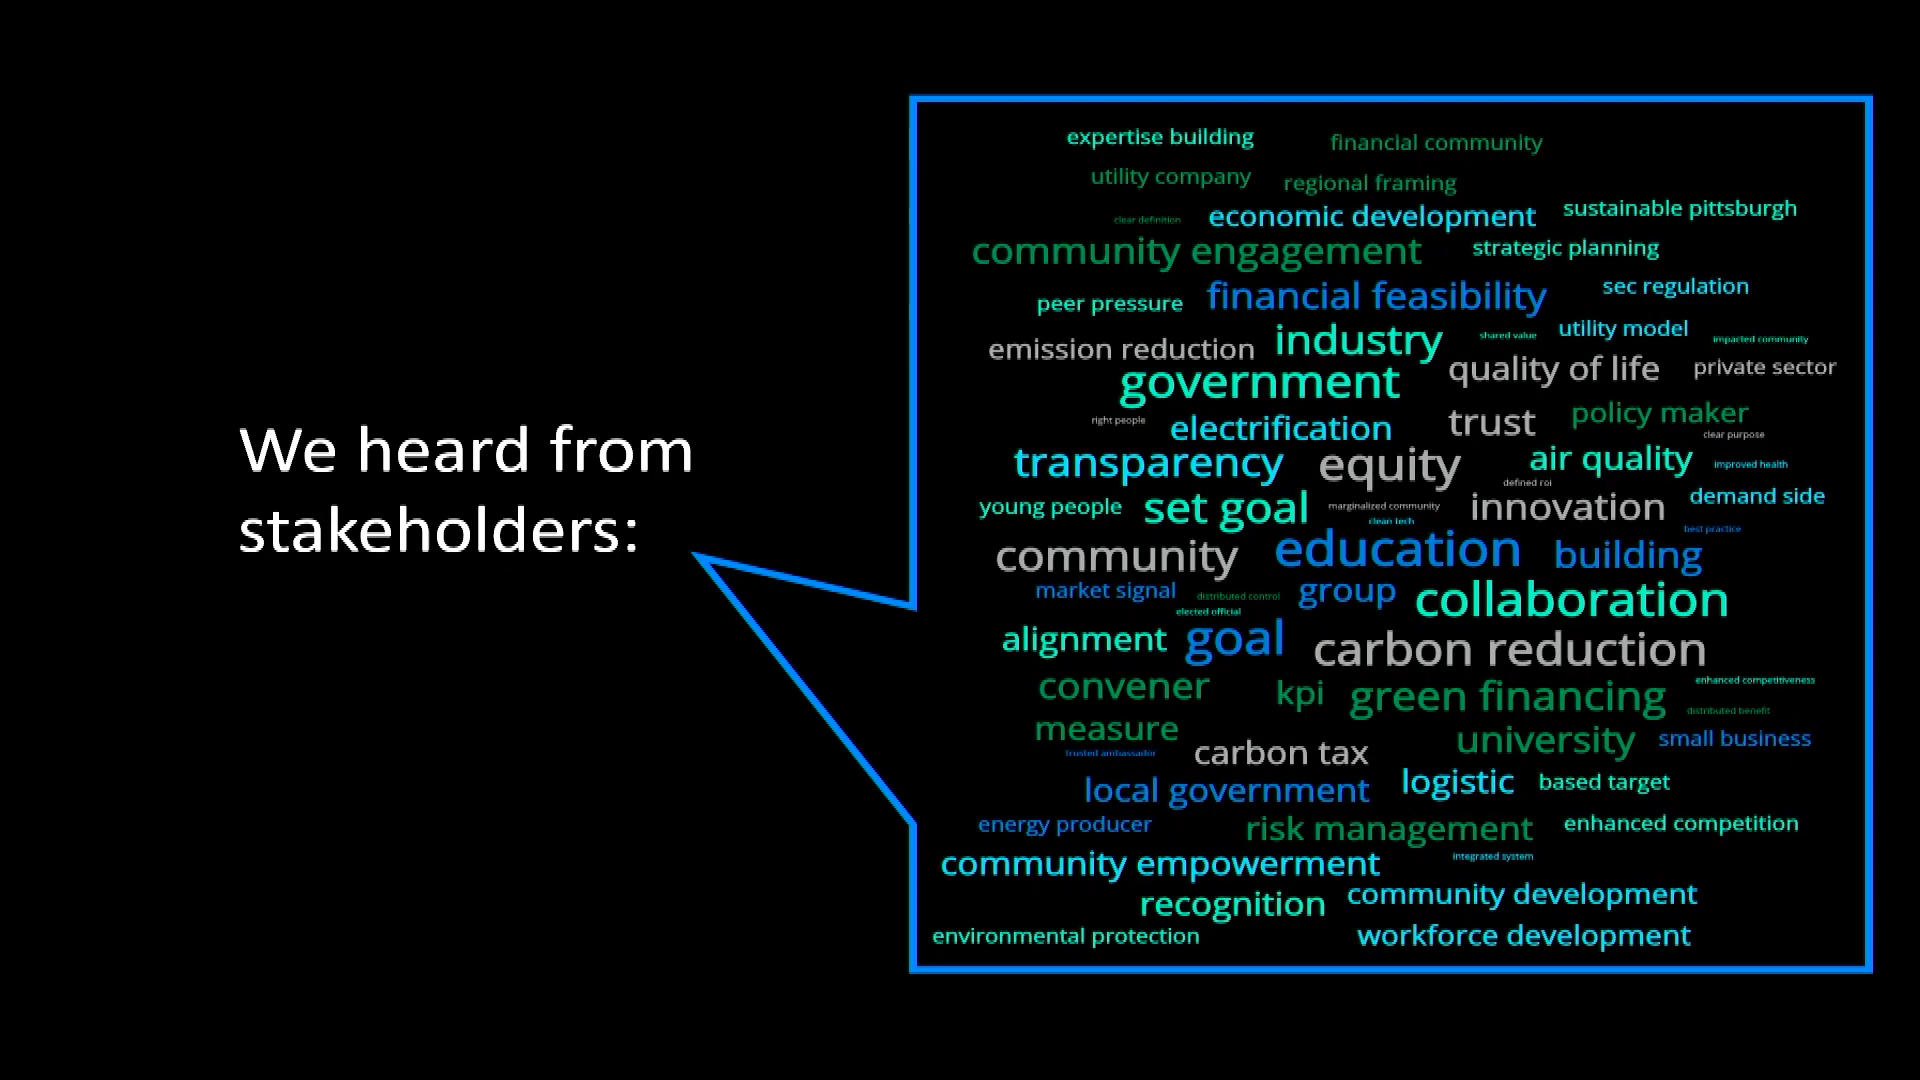 We heard from
stakeholders:
expertise building
financial community
utility company
regional framing
clear definition
economic development
sustainable pittsburgh
community engagement
strategic planning
peer pressure
financial feasibility
sec regulation
emission reduction
industry
shared value
utility model
impacted community
government
quality of life
private sector
right people
electrification
trust
policy maker
clear purpose
transparency
equity
air quality
improved health
defined roi
young people
set goal
marginalized community
innovation
demand side
clean tech
best practice
community
education
building
market signal
distributed control
group
collaboration
elected official
alignment
goal
carbon reduction
convener
kpi
green financing
enhanced competitiveness
distributed benefit
measure
trusted ambassador
carbon tax
university
small business
local government
logistic
based target
energy producer
risk management
enhanced competition
community empowerment
integrated system
recognition
community development
environmental protection
workforce development